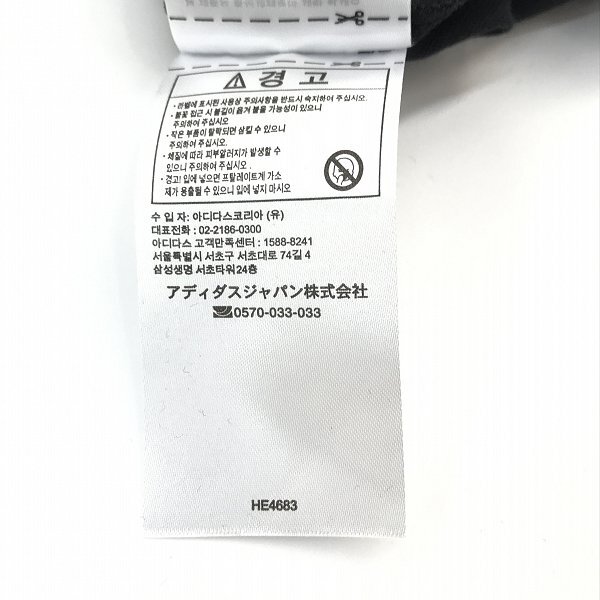 ⚠ 경 고
• 라벨에 표시된 사용상 주의사항을 반드시 숙지하여 주십시오.
• 불꽃 접근 시 불길이 옮겨 붙을 가능성이 있으니
주의하여 주십시오
• 작은 부품이 탈락되면 삼킬 수 있으니
주의하여 주십시오.
• 체질에 따라 피부알러지가 발생할 수
있으니 주의하여 주십시오.
• 경고! 입에 넣으면 프탈레이트계 가소
제가 용출될 수 있으니 입에 넣지 마시오
수 입 자: 아디다스코리아 (유)
대표전화 : 02-2186-0300
아디다스 고객만족센터 : 1588-8241
서울특별시 서초구 서초대로 74길 4
삼성생명 서초타워24층
アディダスジャパン株式会社
0570-033-033
HE4683